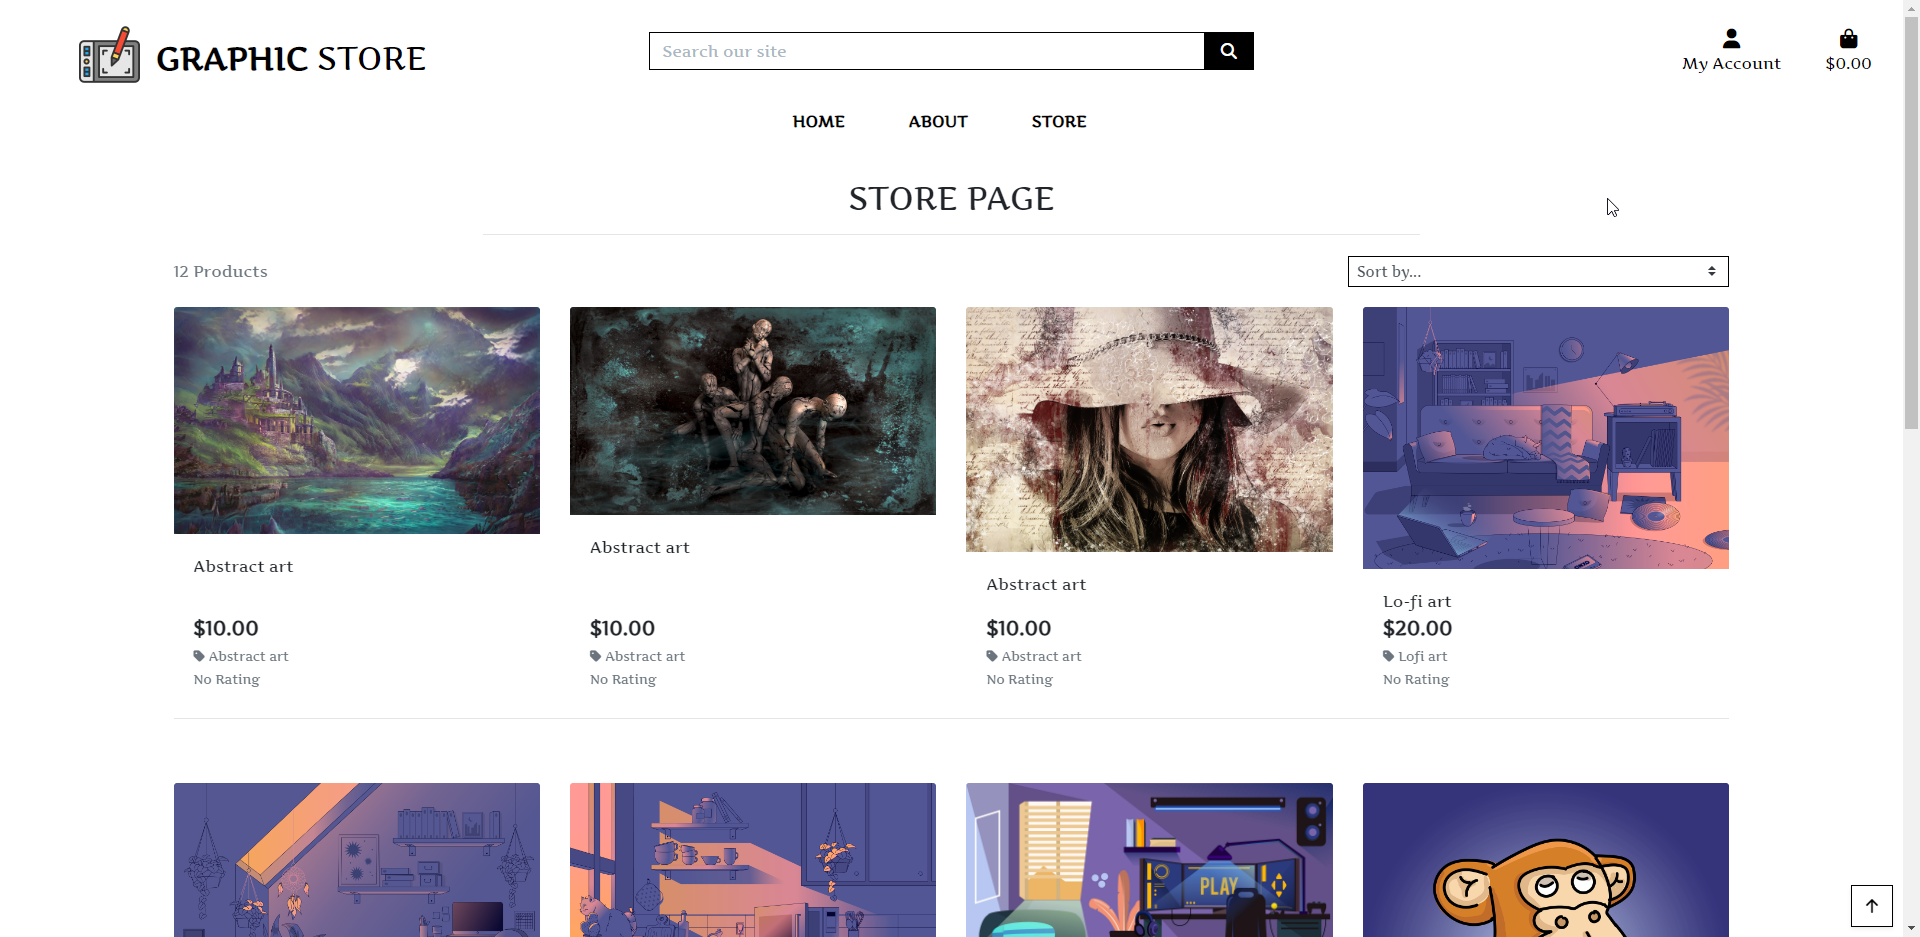 GRAPHIC STORE
Search our site
My Account
$0.00
HOME ABOUT STORE
STORE PAGE
12 Products
Sort by...
Abstract art
$10.00
Abstract art
No Rating
Abstract art
$10.00
Abstract art
No Rating
Abstract art
$10.00
Abstract art
No Rating
Lo-fi art
$20.00
Lofi art
No Rating
PLAY